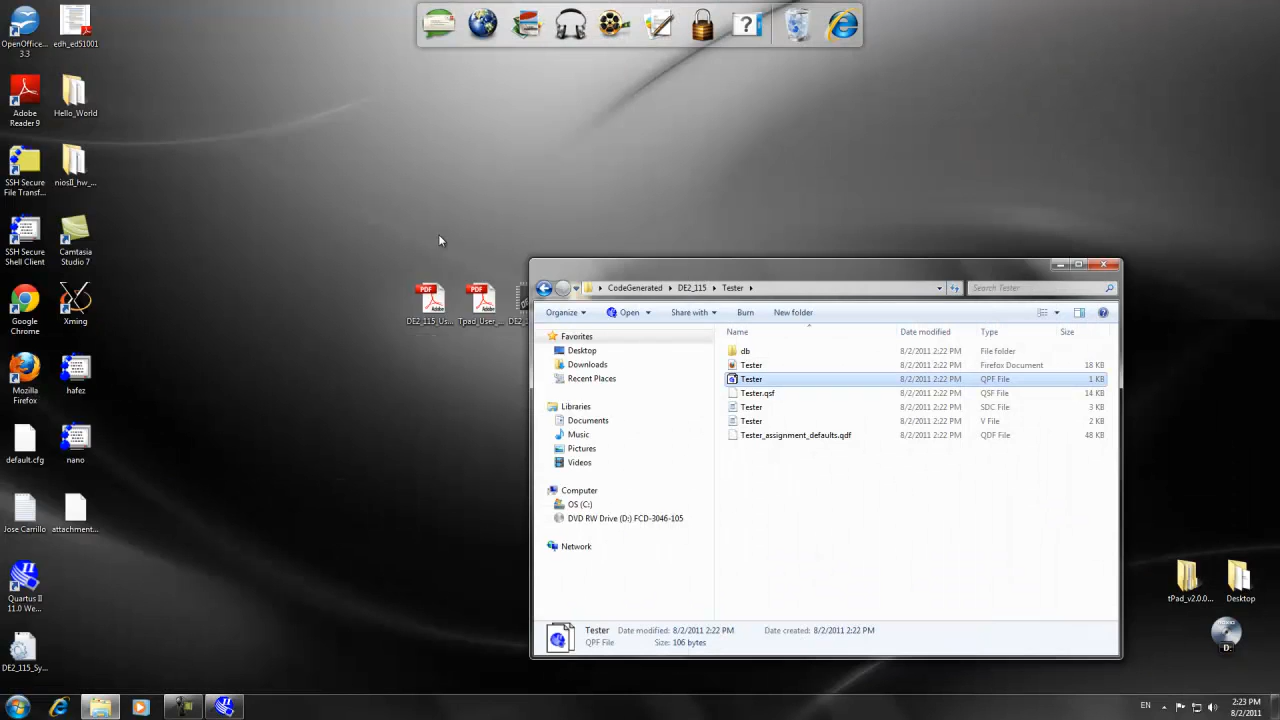 OpenOffice....
3.3
edh_ed51001
Adobe
Reader 9
Hello_World
SSH Secure
File Transf...
niosII_hw_...
SSH Secure
Shell Client
Camtasia
Studio 7
Google
Chrome
Xming
Mozilla
Firefox
hafez
default.cfg
nano
Jose Carrillo
attachment...
Quartus II
11.0 We...
DE2_115_Sy...
DE2_115_Us...
Tpad_User_...
CodeGenerated
DE2_115
Tester
Search Tester
Organize
Open
Share with
Burn
New folder
Favorites
Desktop
Downloads
Recent Places
Libraries
Documents
Music
Pictures
Videos
Computer
OS (C:)
DVD RW Drive (D:) FCD-3046-105
Network
Name Date modified Type Size
db 8/2/2011 2:22 PM File folder
Tester 8/2/2011 2:22 PM Firefox Document 18 KB
Tester 8/2/2011 2:22 PM QPF File 1 KB
Tester.qsf 8/2/2011 2:22 PM QSF File 14 KB
Tester 8/2/2011 2:22 PM SDC File 3 KB
Tester 8/2/2011 2:22 PM V File 2 KB
Tester_assignment_defaults.qdf 8/2/2011 2:22 PM QDF File 48 KB
Tester Date modified: 8/2/2011 2:22 PM Date created: 8/2/2011 2:22 PM
QPF File Size: 106 bytes
tPad_v2.0.0...
Desktop
D:
EN
2:23 PM
8/2/2011